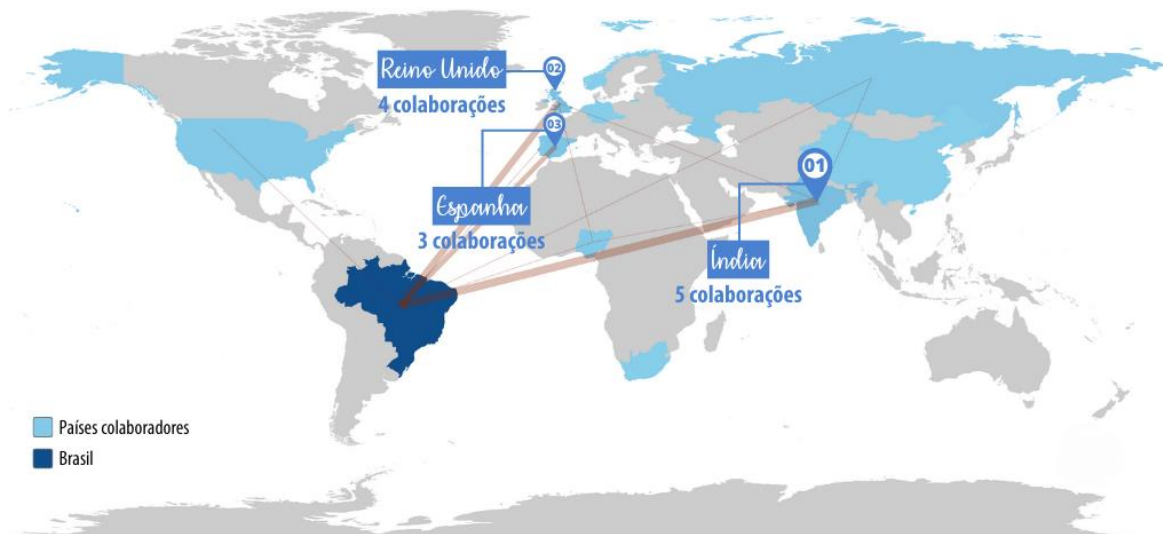 02
Reino Unido
4 colaborações
03
Espanha
3 colaborações
01
Índia
5 colaborações
Países colaboradores
Brasil